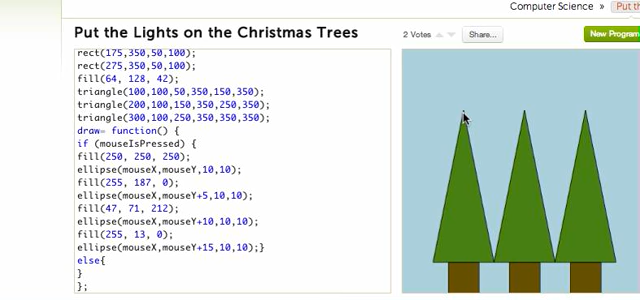 Computer Science »
Put the Lights on the Christmas Trees
2 Votes
Share...
New Program
rect(175,350,50,100);
rect(275,350,50,100);
fill(64, 128, 42);
triangle(100,100,50,350,150,350);
triangle(200,100,150,350,250,350);
triangle(300,100,250,350,350,350);
draw= function() {
if (mouseIsPressed) {
fill(250, 250, 250);
ellipse(mouseX,mouseY,10,10);
fill(255, 187, 0);
ellipse(mouseX,mouseY+5,10,10);
fill(47, 71, 212);
ellipse(mouseX,mouseY+10,10,10);
fill(255, 13, 0);
ellipse(mouseX,mouseY+15,10,10);}
else{
}
};